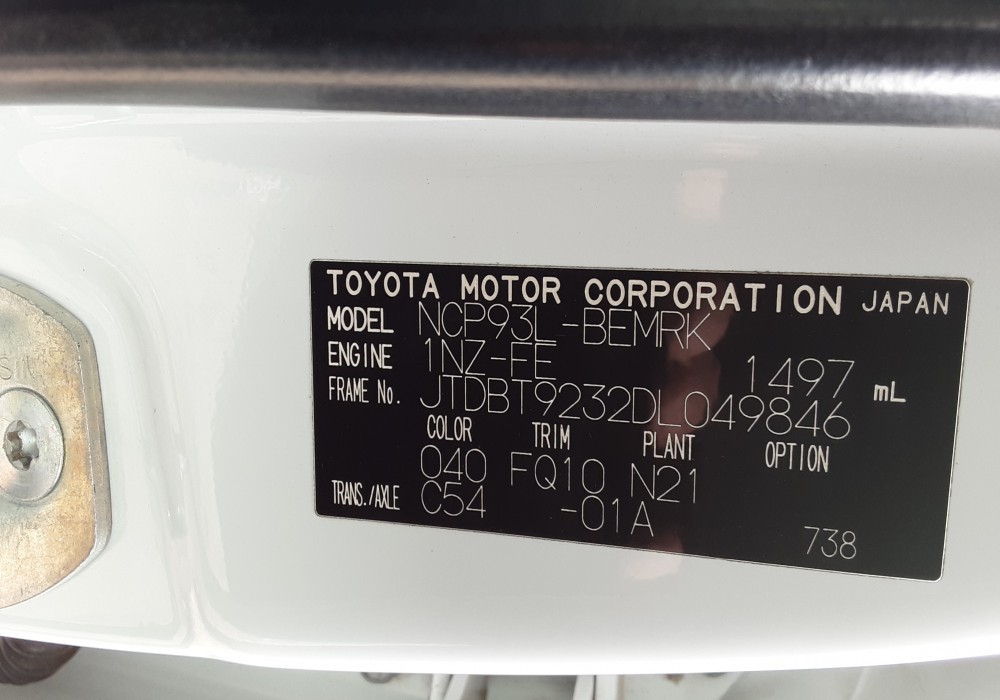 TOYOTA MOTOR CORPORATION JAPAN
MODEL NCP93L-BEMRK
ENGINE 1NZ-FE 1497 mL
FRAME No. JTDBT9232DL049846
COLOR TRIM PLANT OPTION
040 FQ10 N21
TRANS./AXLE C54 -01A
738